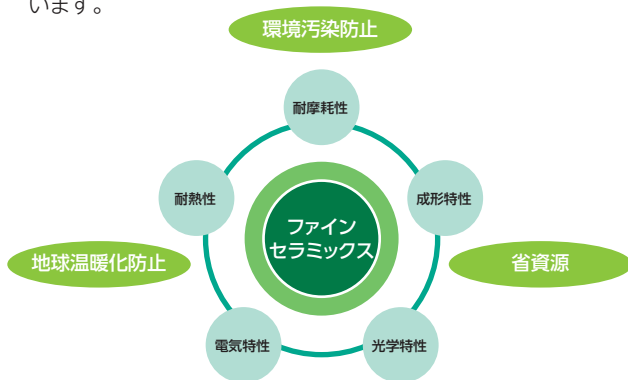 います。
環境汚染防止
耐摩耗性
耐熱性
成形特性
ファイン
セラミックス
地球温暖化防止
省資源
電気特性
光学特性